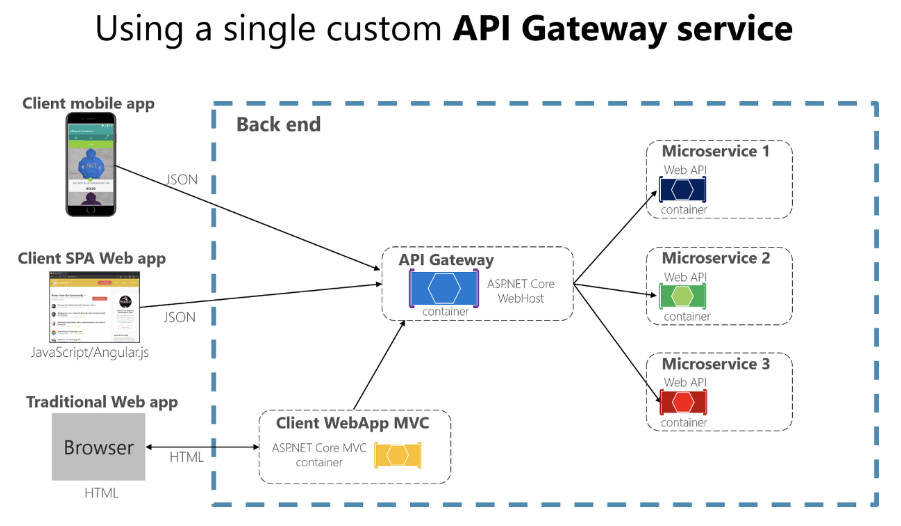 Using a single custom API Gateway service
Client mobile app
Back end
JSON
Client SPA Web app
JSON
JavaScript/Angular.js
Traditional Web app
Browser
HTML
HTML
Client WebApp MVC
ASP.NET Core MVC
container
API Gateway
ASP.NET Core
WebHost
container
Microservice 1
Web API
container
Microservice 2
Web API
container
Microservice 3
Web API
container